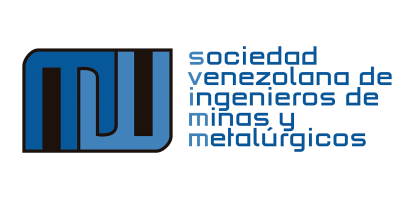 sociedad
venezolana de
ingenieros de
minas y
metalúrgicos